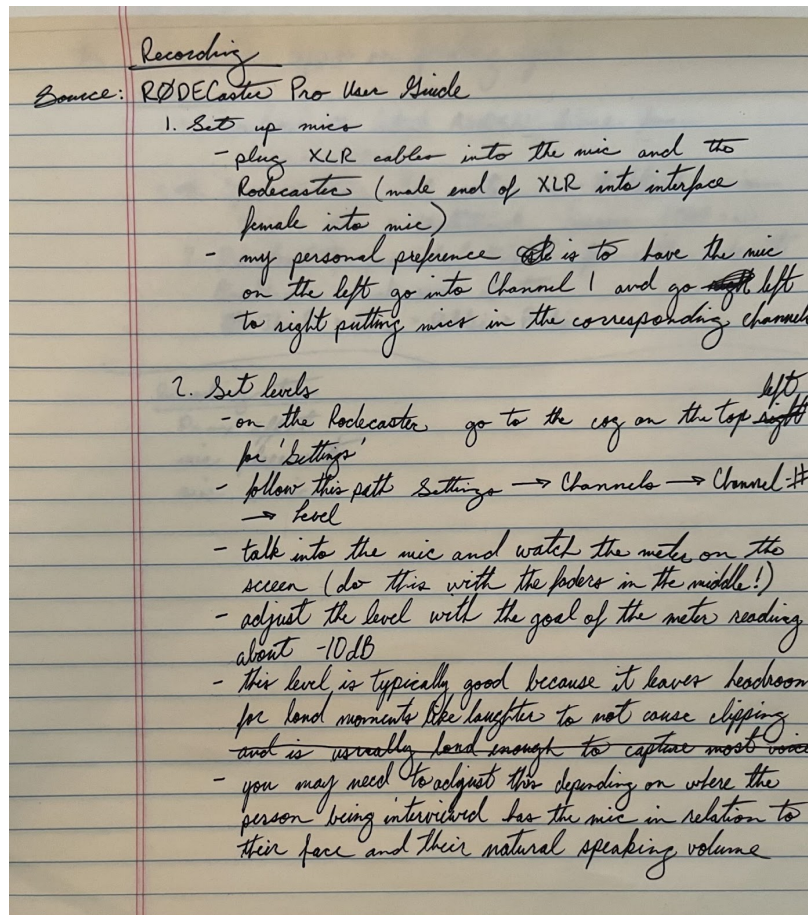 Recording
Source: RØDECaster Pro User Guide
1. Set up mics
- plug XLR cables into the mic and the
Rodecaster (male end of XLR into interface
female into mic)
- my personal preference is to have the mic
on the left go into Channel 1 and go right left
to right putting mics in the corresponding channels
2. Set levels
left
- on the Rodecaster go to the cog on the top right
for 'Settings'
- follow this path Settings → Channels → Channel-#
→ Level
- talk into the mic and watch the meter on the
screen (do this with the faders in the middle!)
- adjust the level with the goal of the meter reading
about -10dB
- this level is typically good because it leaves headroom
for loud moments like laughter to not cause clipping
and is usually loud enough to capture most voice
- you may need to adjust this depending on where the
person being interviewed has the mic in relation to
their face and their natural speaking volume